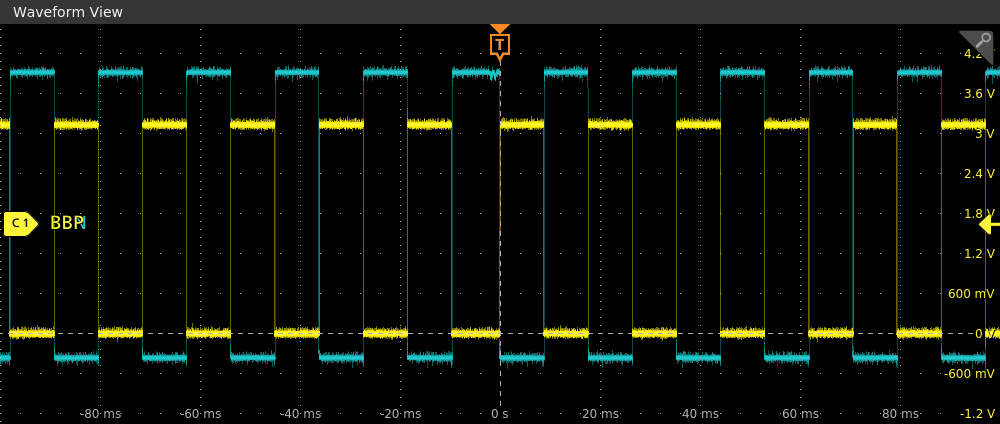 Waveform View
T
4.2
3.6 V
3 V
2.4 V
C 1 BBP
1.8 V
1.2 V
600 mV
0 V
-600 mV
-80 ms -60 ms -40 ms -20 ms 0 s 20 ms 40 ms 60 ms 80 ms -1.2 V